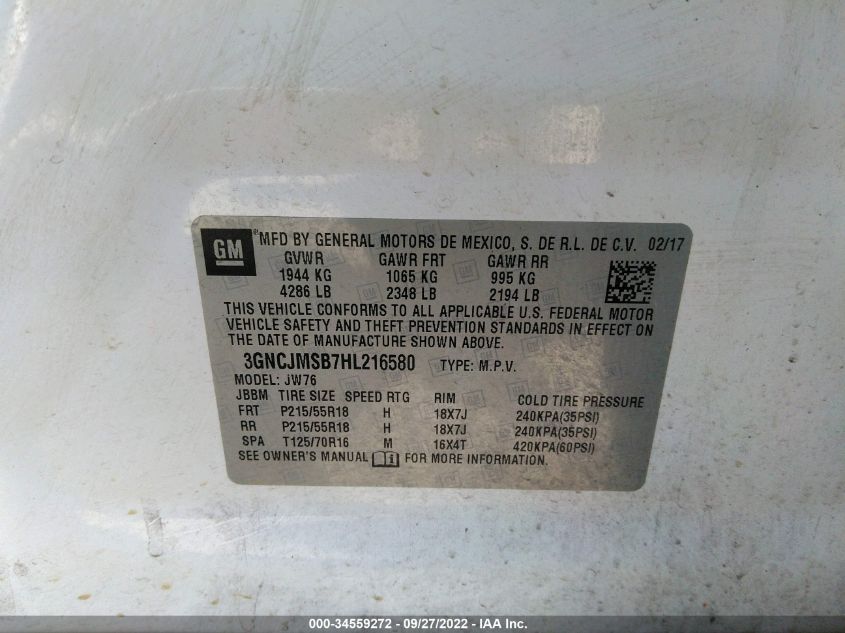 GM
® MFD BY GENERAL MOTORS DE MEXICO, S. DE R.L. DE C.V. 02/17
GVWR GAWR FRT GAWR RR
1944 KG 1065 KG 995 KG
4286 LB 2348 LB 2194 LB
THIS VEHICLE CONFORMS TO ALL APPLICABLE U.S. FEDERAL MOTOR
VEHICLE SAFETY AND THEFT PREVENTION STANDARDS IN EFFECT ON
THE DATE OF MANUFACTURE SHOWN ABOVE.
3GNCJMSB7HL216580 TYPE: M.P.V.
MODEL: JW76
JBBM TIRE SIZE SPEED RTG RIM COLD TIRE PRESSURE
FRT P215/55R18 H 18X7J 240KPA(35PSI)
RR P215/55R18 H 18X7J 240KPA(35PSI)
SPA T125/70R16 M 16X4T 420KPA(60PSI)
SEE OWNER'S MANUAL FOR MORE INFORMATION.
000-34559272 - 09/27/2022 - IAA Inc.